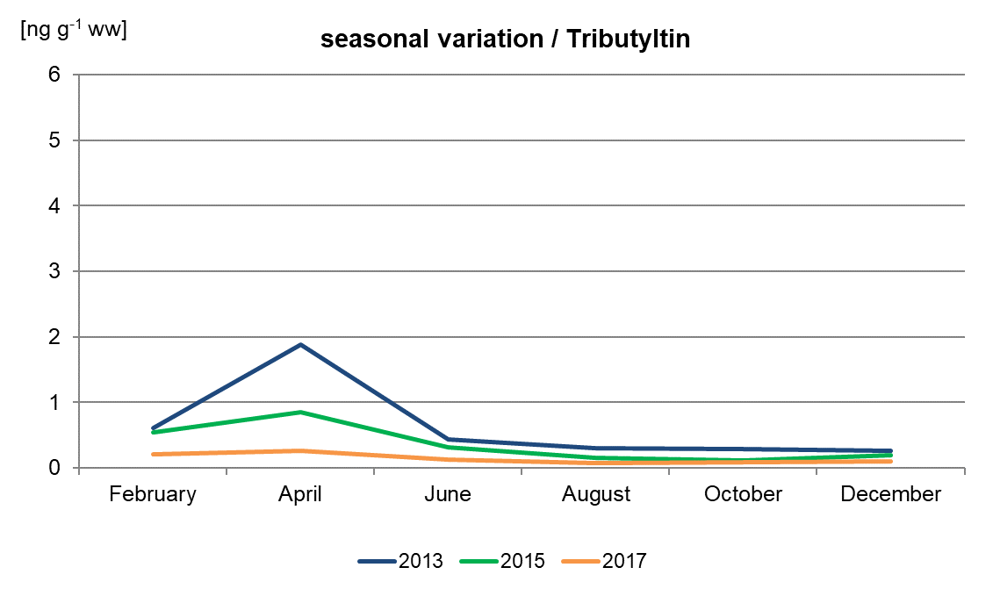 [ng g⁻¹ ww]
seasonal variation / Tributyltin
6
5
4
3
2
1
0
February April June August October December
2013 2015 2017